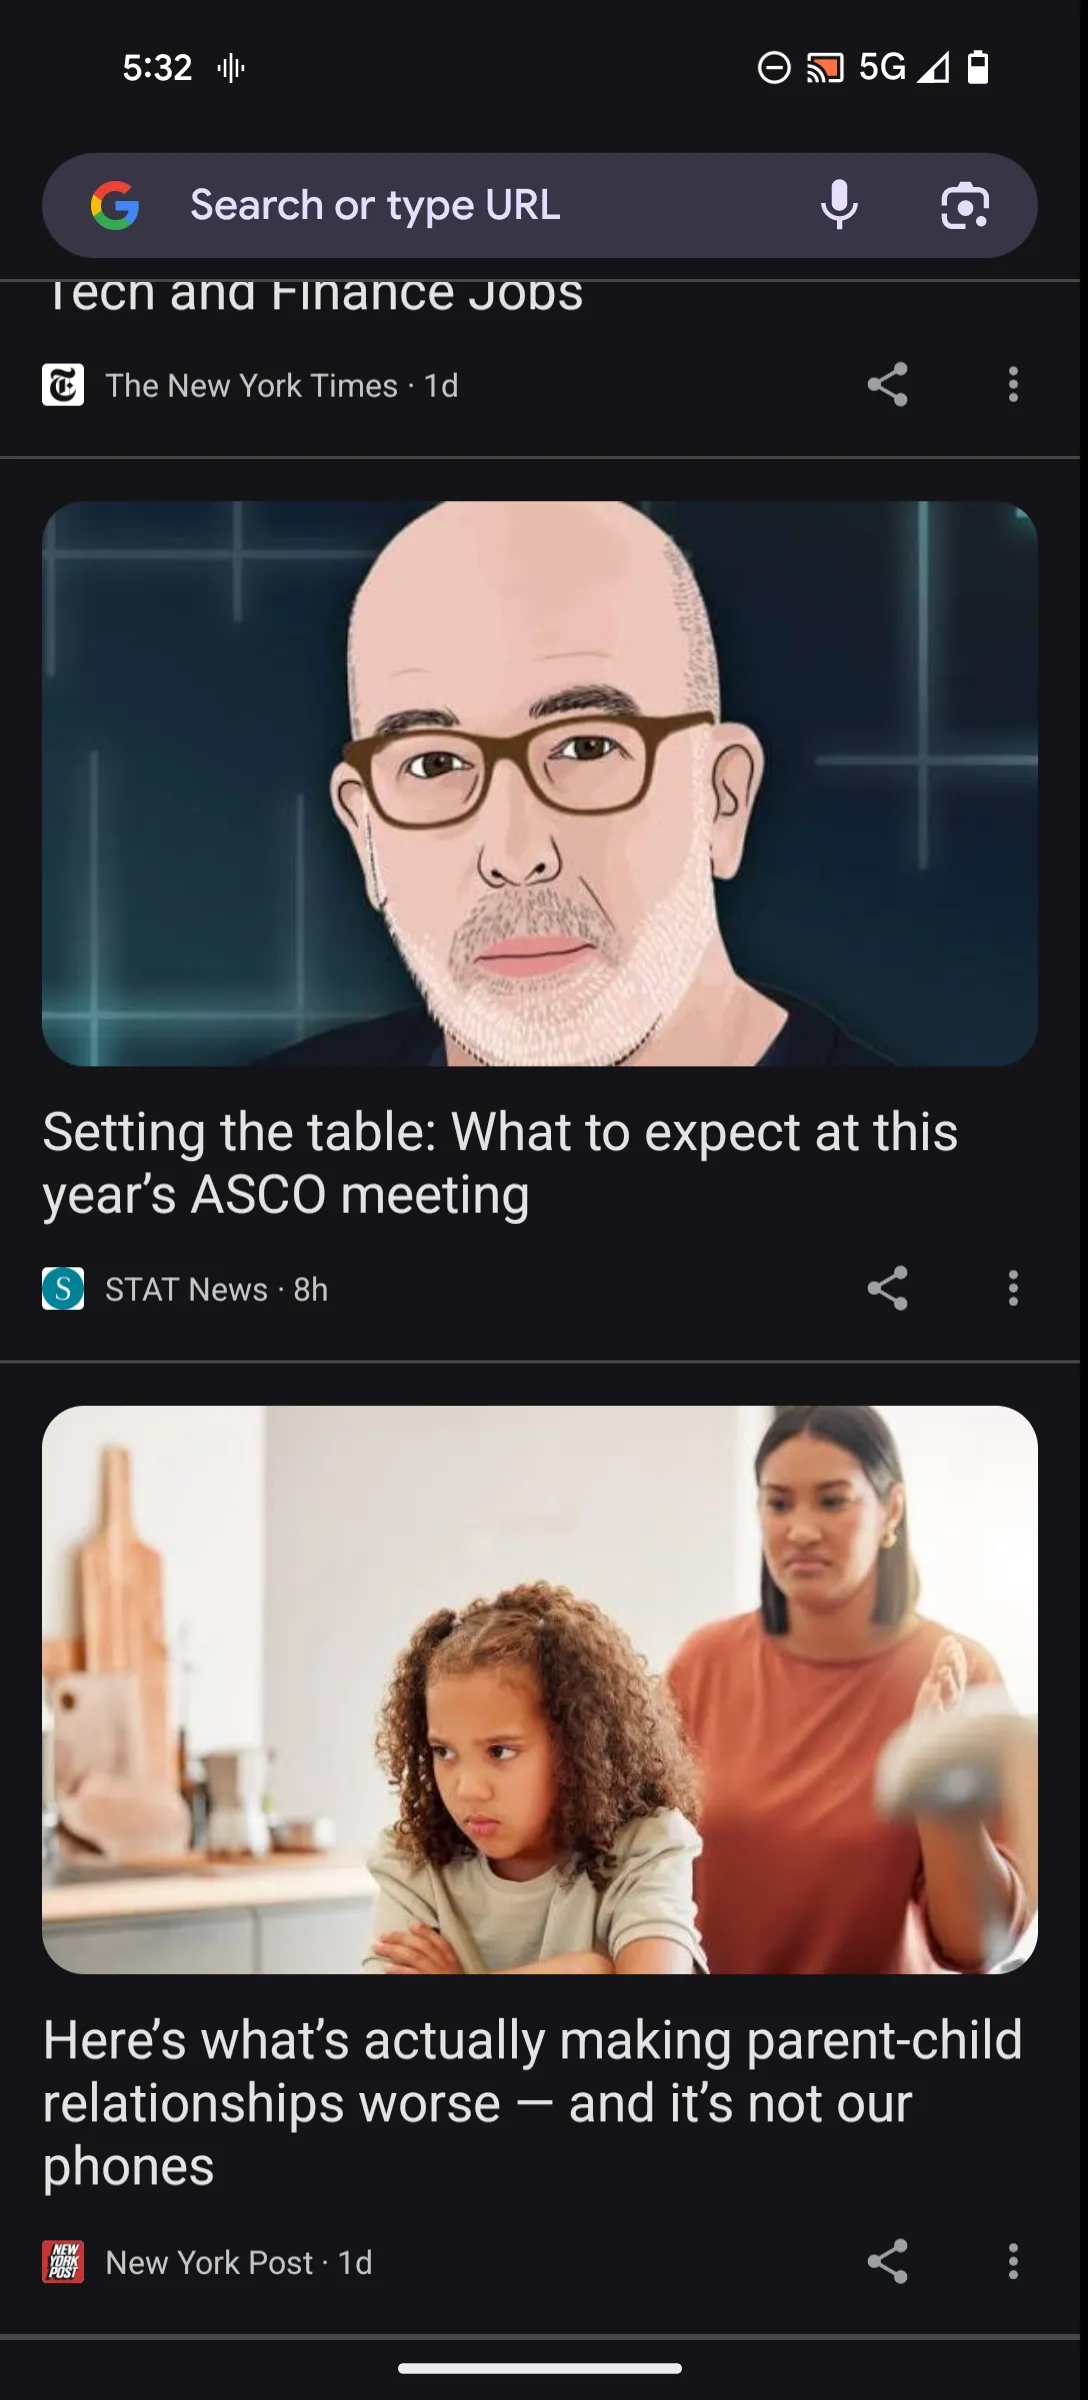 5:32
5G
Search or type URL
Tech and Finance Jobs
The New York Times · 1d
Setting the table: What to expect at this
year’s ASCO meeting
S
STAT News · 8h
Here’s what’s actually making parent-child
relationships worse — and it’s not our
phones
NEW
YORK
POST
New York Post · 1d